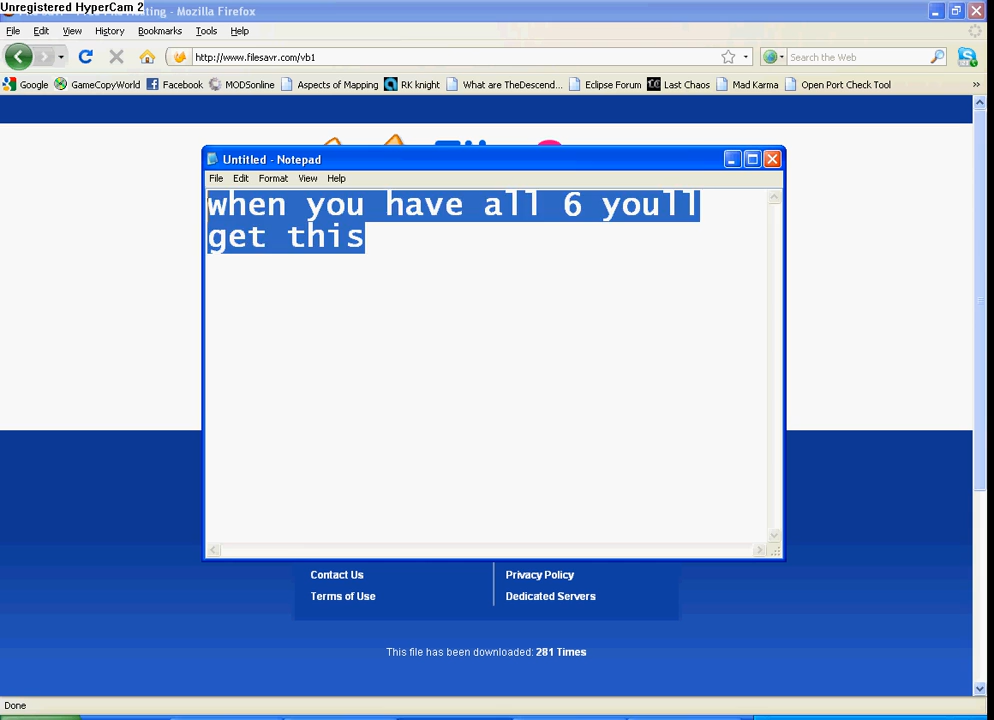 Unregistered HyperCam 2
- Mozilla Firefox
File Edit View History Bookmarks Tools Help
http://www.filesavr.com/vb1
Search the Web
Google GameCopyWorld Facebook MODSonline Aspects of Mapping RK knight What are TheDescend... Eclipse Forum Last Chaos Mad Karma Open Port Check Tool »
Untitled - Notepad
File Edit Format View Help
when you have all 6 youll
get this
Contact Us
Privacy Policy
Terms of Use
Dedicated Servers
This file has been downloaded: 281 Times
Done